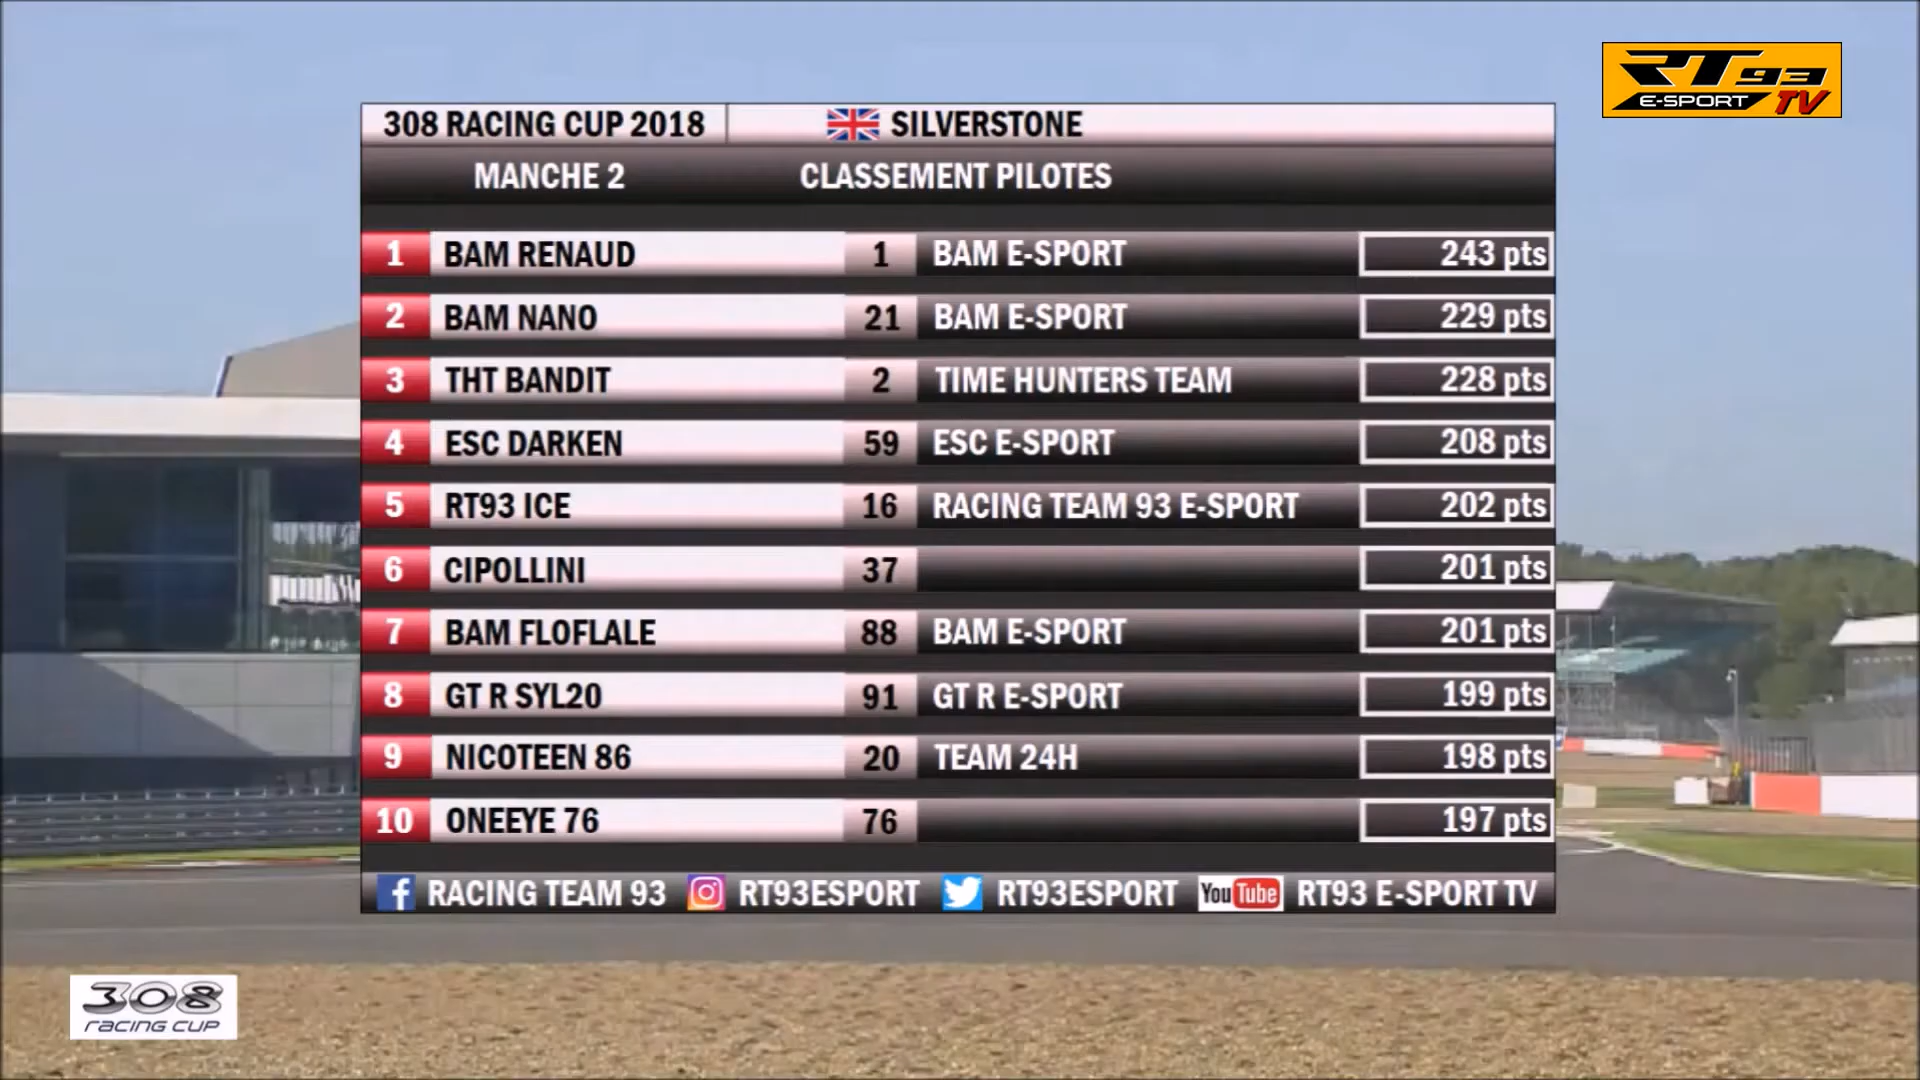 RT93
E-SPORT TV
308 RACING CUP 2018 SILVERSTONE
MANCHE 2 CLASSEMENT PILOTES
1 BAM RENAUD 1 BAM E-SPORT 243 pts
2 BAM NANO 21 BAM E-SPORT 229 pts
3 THT BANDIT 2 TIME HUNTERS TEAM 228 pts
4 ESC DARKEN 59 ESC E-SPORT 208 pts
5 RT93 ICE 16 RACING TEAM 93 E-SPORT 202 pts
6 CIPOLLINI 37 201 pts
7 BAM FLOFLALE 88 BAM E-SPORT 201 pts
8 GT R SYL20 91 GT R E-SPORT 199 pts
9 NICOTEEN 86 20 TEAM 24H 198 pts
10 ONEEYE 76 76 197 pts
f RACING TEAM 93 RT93ESPORT RT93ESPORT YouTube RT93 E-SPORT TV
308
racing cup